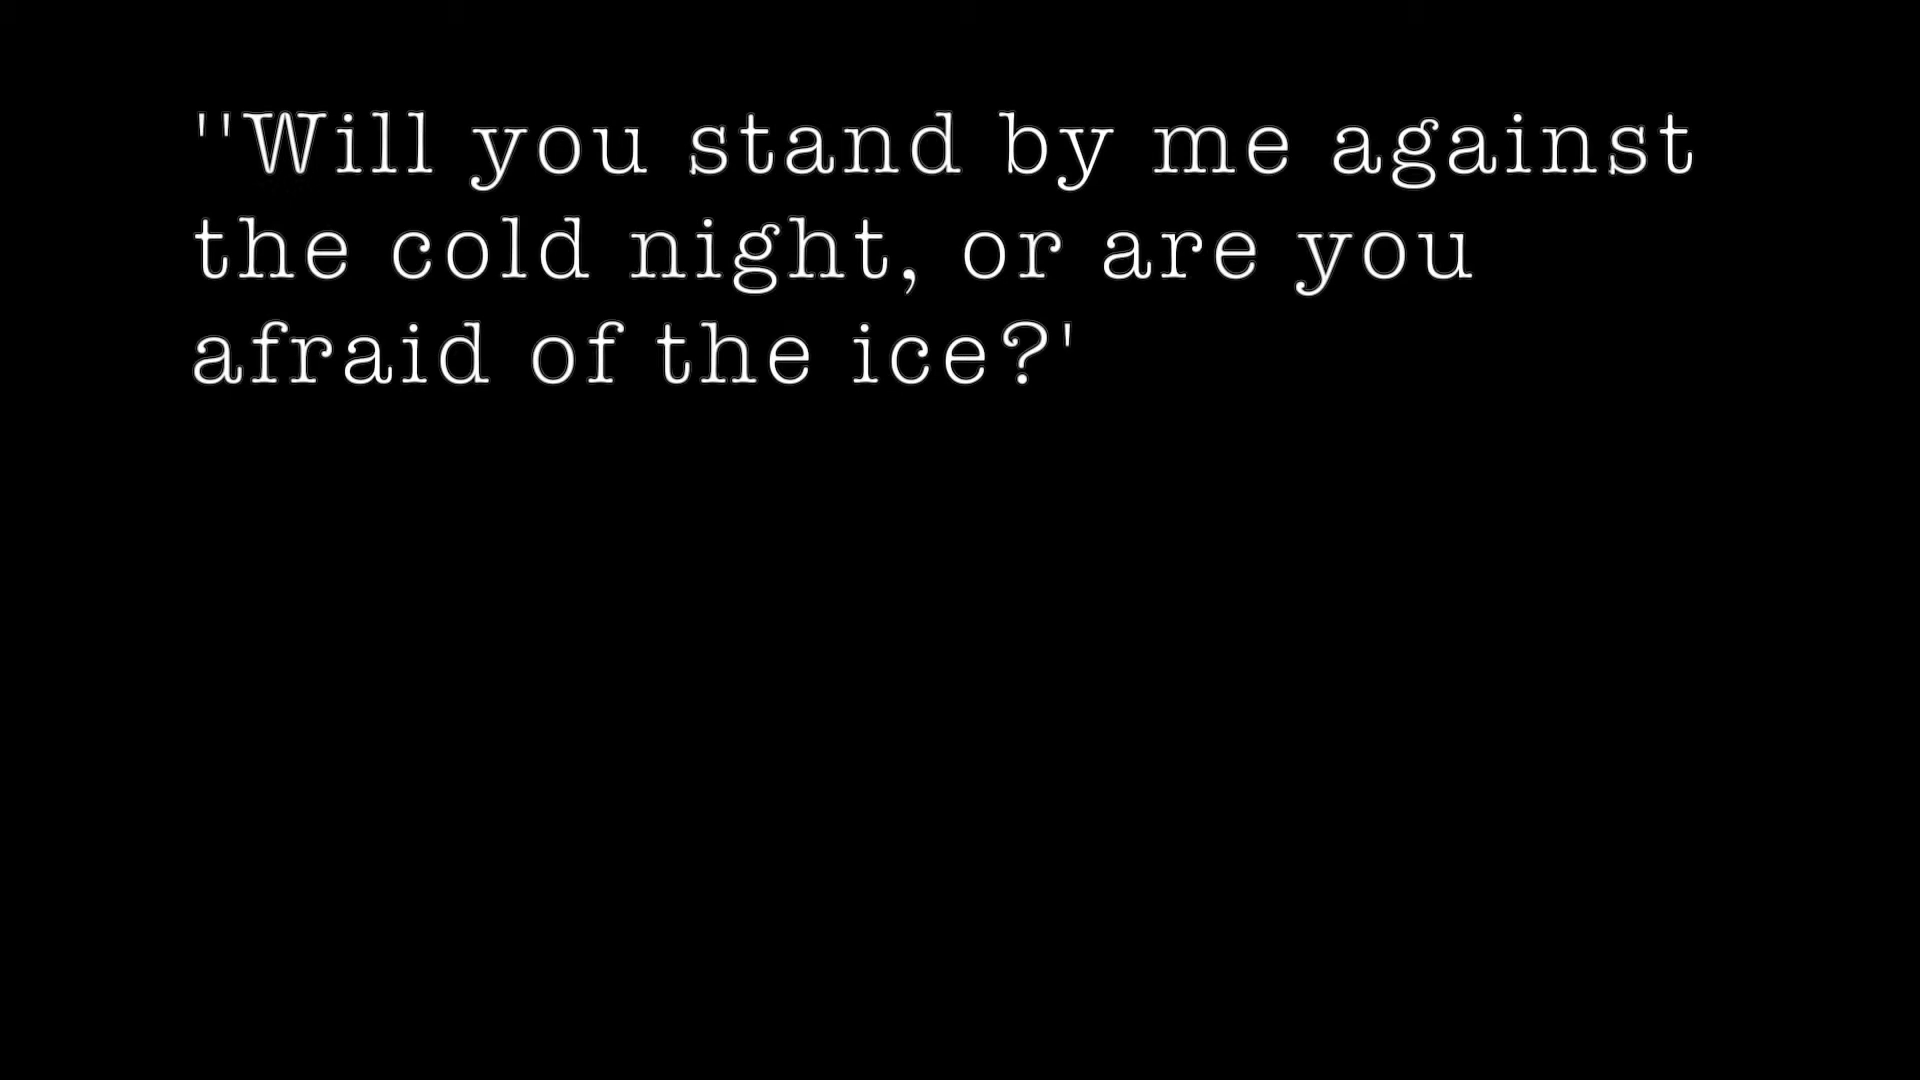 ''Will you stand by me against
the cold night, or are you
afraid of the ice?'